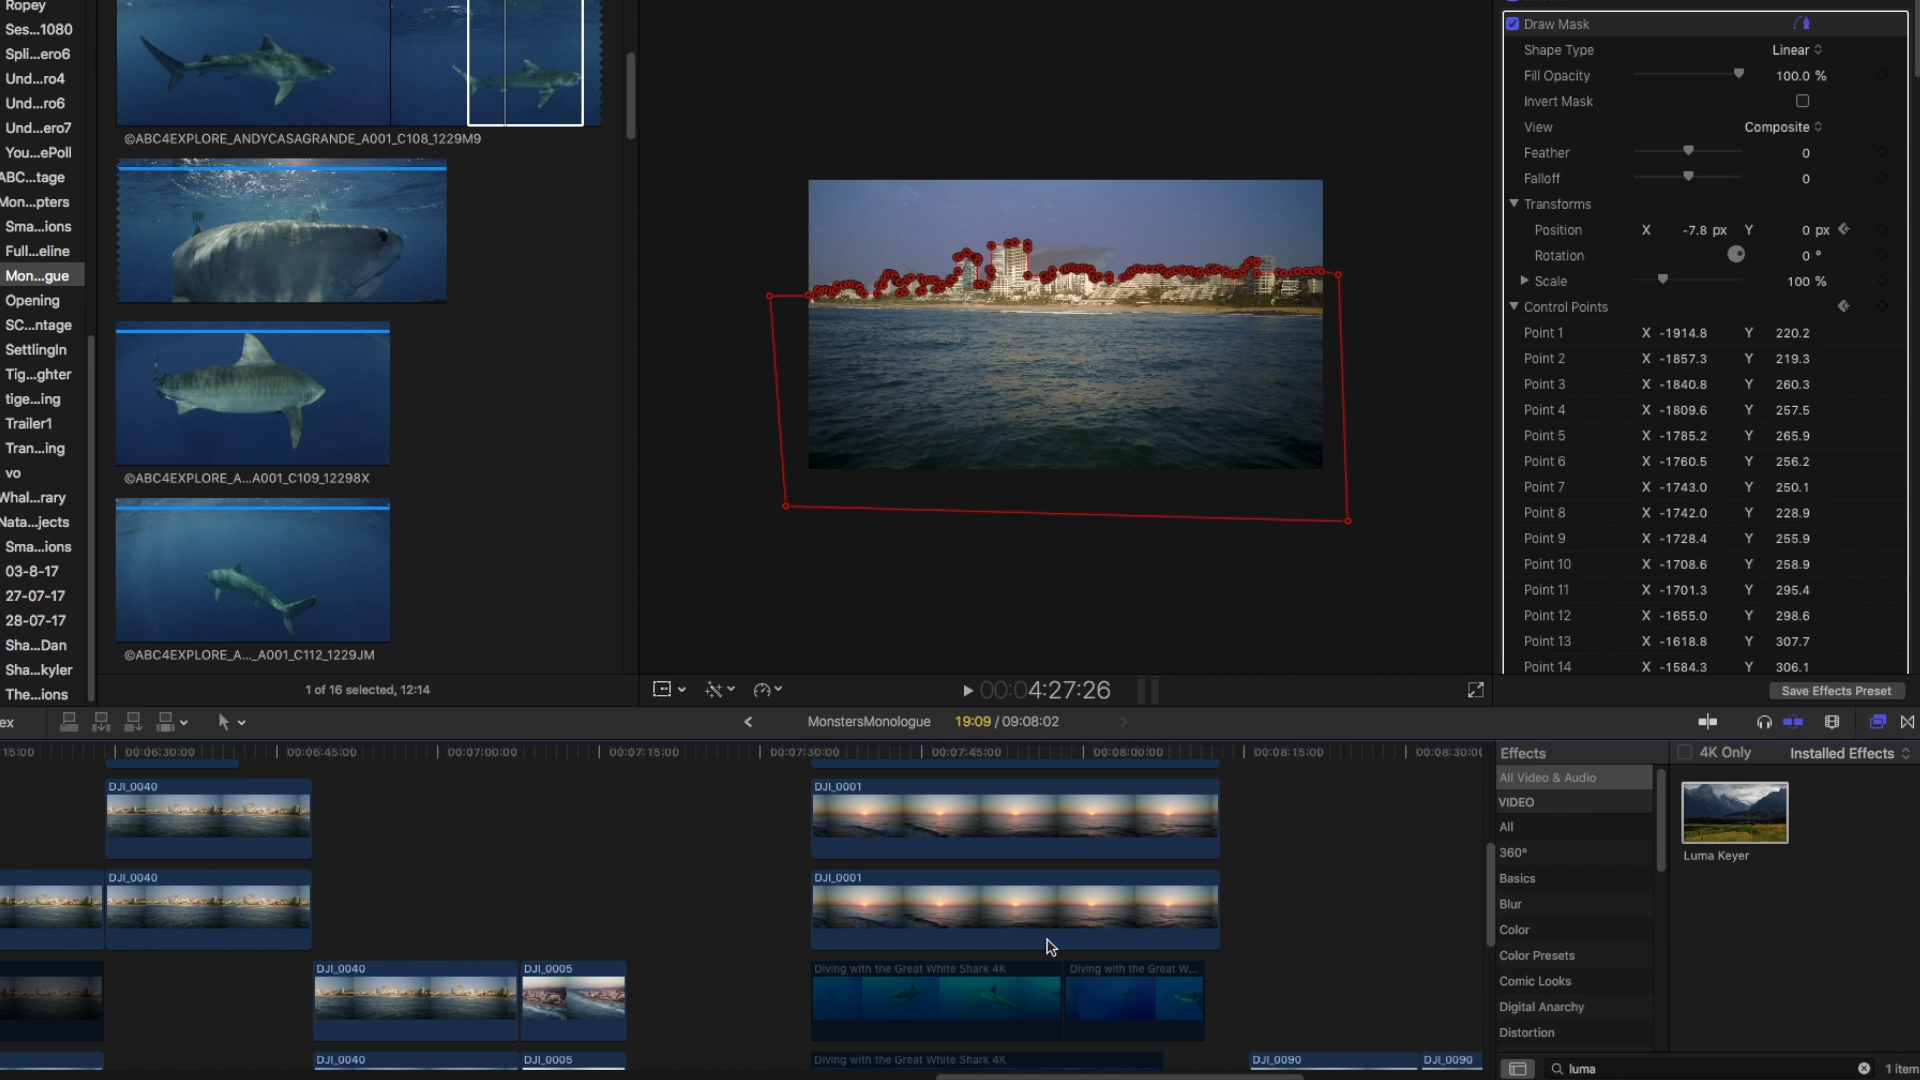 Ropey
Ses...1080
Spli...ero6
Und...ro4
Und...ro6
Und...ero7
You...ePoll
ABC...tage
Mon...pters
Sma...ions
Full...eline
Mon...gue
Opening
SC...ntage
SettlingIn
Tig...ghter
tige...ing
Trailer1
Tran...ing
vo
Whal...rary
Nata...jects
Sma...ions
03-8-17
27-07-17
28-07-17
Sha...Dan
Sha...kyler
The...ions
©ABC4EXPLORE_ANDYCASAGRANDE_A001_C108_1229M9
©ABC4EXPLORE_A...A001_C109_12298X
©ABC4EXPLORE_A..._A001_C112_1229JM
1 of 16 selected, 12:14
00:04:27:26
Draw Mask
Shape Type Linear
Fill Opacity 100.0 %
Invert Mask
View Composite
Feather 0
Falloff 0
Transforms
Position X -7.8 px Y 0 px
Rotation 0 °
Scale 100 %
Control Points
Point 1 X -1914.8 Y 220.2
Point 2 X -1857.3 Y 219.3
Point 3 X -1840.8 Y 260.3
Point 4 X -1809.6 Y 257.5
Point 5 X -1785.2 Y 265.9
Point 6 X -1760.5 Y 256.2
Point 7 X -1743.0 Y 250.1
Point 8 X -1742.0 Y 228.9
Point 9 X -1728.4 Y 255.9
Point 10 X -1708.6 Y 258.9
Point 11 X -1701.3 Y 295.4
Point 12 X -1655.0 Y 298.6
Point 13 X -1618.8 Y 307.7
Point 14 X -1584.3 Y 306.1
Save Effects Preset
ex
MonstersMonologue 19:09 / 09:08:02
15:00 00:06:30:00 00:06:45:00 00:07:00:00 00:07:15:00 00:07:30:00 00:07:45:00 00:08:00:00 00:08:15:00 00:08:30:00
DJI_0040
DJI_0001
DJI_0040
DJI_0001
DJI_0040
DJI_0005
Diving with the Great White Shark 4K
Diving with the Great W...
DJI_0040
DJI_0005
Diving with the Great White Shark 4K
DJI_0090
DJI_0090
Effects
4K Only
Installed Effects
All Video & Audio
VIDEO
All
360°
Basics
Blur
Color
Color Presets
Comic Looks
Digital Anarchy
Distortion
Luma Keyer
luma
1 item